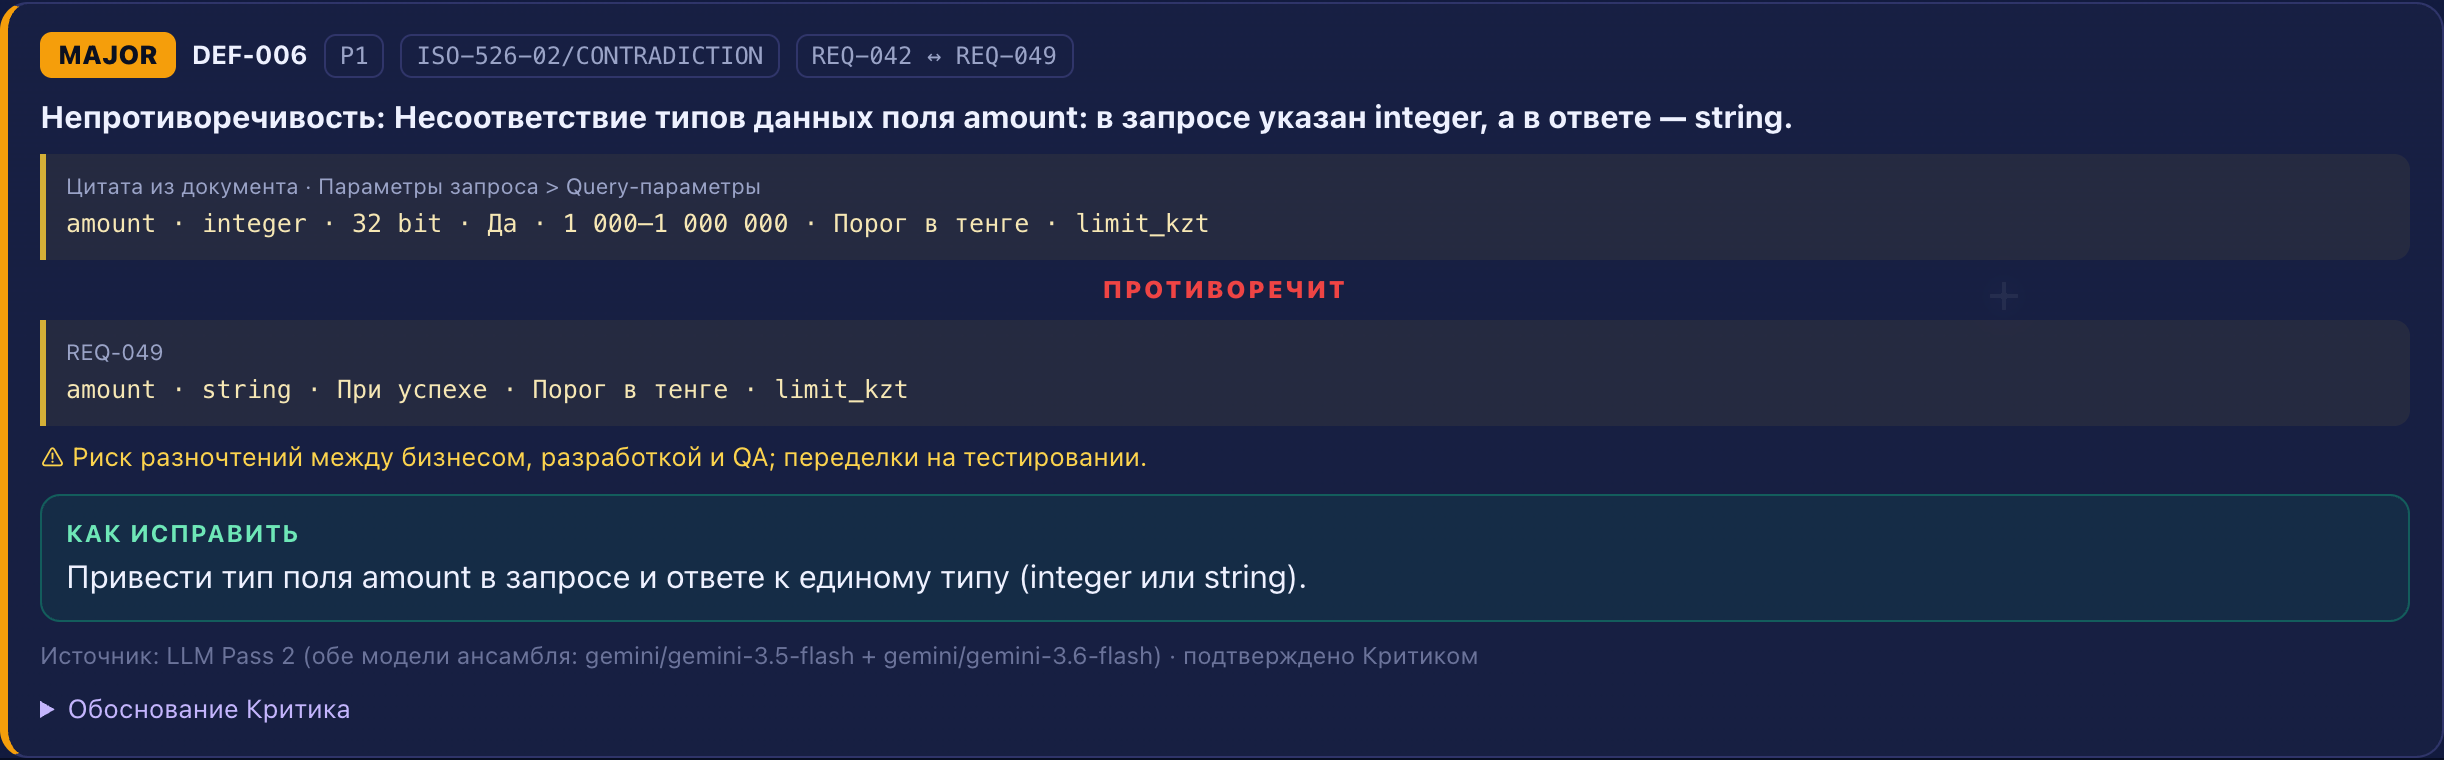 MAJOR DEF-006 P1 ISO-526-02/CONTRADICTION REQ-042 ↔ REQ-049
Непротиворечивость: Несоответствие типов данных поля amount: в запросе указан integer, а в ответе — string.
Цитата из документа · Параметры запроса > Query-параметры
amount · integer · 32 bit · Да · 1 000–1 000 000 · Порог в тенге · limit_kzt
ПРОТИВОРЕЧИТ
REQ-049
amount · string · При успехе · Порог в тенге · limit_kzt
⚠ Риск разночтений между бизнесом, разработкой и QA; переделки на тестировании.
КАК ИСПРАВИТЬ
Привести тип поля amount в запросе и ответе к единому типу (integer или string).
Источник: LLM Pass 2 (обе модели ансамбля: gemini/gemini-3.5-flash + gemini/gemini-3.6-flash) · подтверждено Критиком
▶ Обоснование Критика